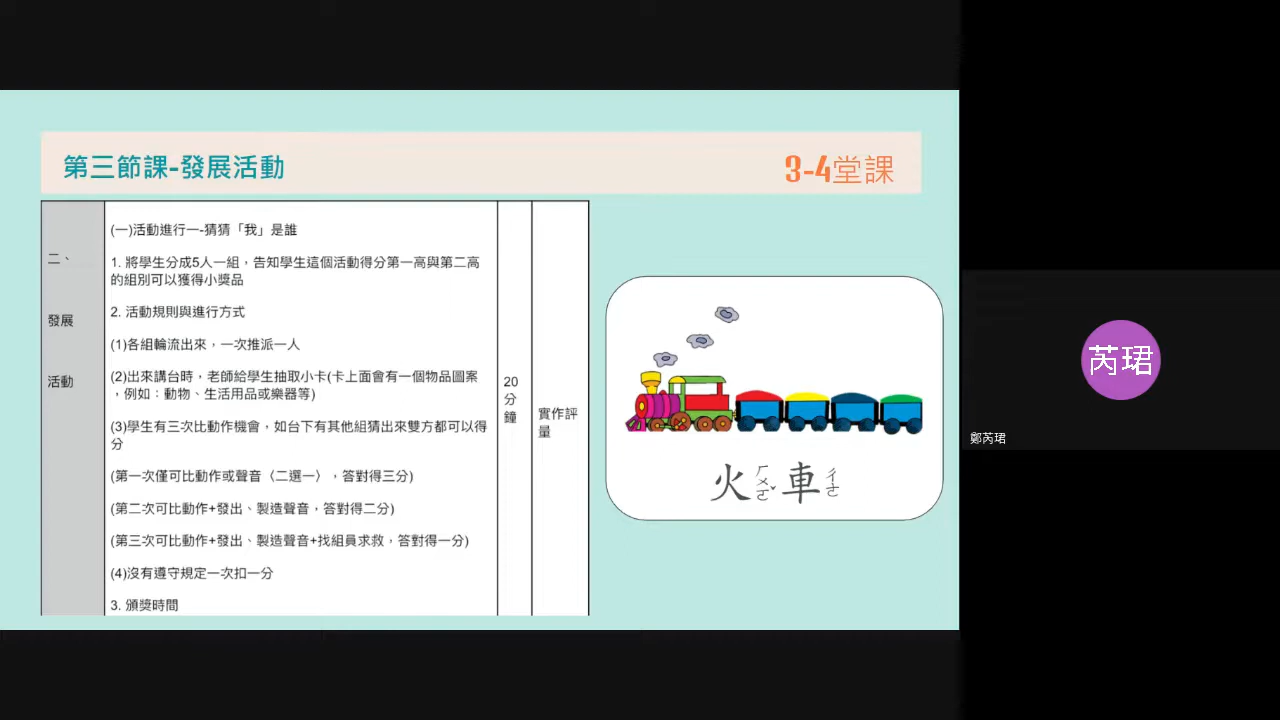 第三節課-發展活動
3-4堂課
二、
發展
活動
(一)活動進行一-猜猜「我」是誰
1. 將學生分成5人一組，告知學生這個活動得分第一高與第二高
的組別可以獲得小獎品
2. 活動規則與進行方式
(1)各組輪流出來，一次推派一人
(2)出來講台時，老師給學生抽取小卡(卡上面會有一個物品圖案
，例如：動物、生活用品或樂器等)
(3)學生有三次比動作機會，如台下有其他組猜出來雙方都可以得
分
(第一次僅可比動作或聲音〈二選一〉，答對得三分)
(第二次可比動作+發出、製造聲音，答對得二分)
(第三次可比動作+發出、製造聲音+找組員求救，答對得一分)
(4)沒有遵守規定一次扣一分
3. 頒獎時間
20
分
鐘
實作評
量
火ㄏㄨㄛˇ車ㄔㄜ
芮珺
鄭芮珺